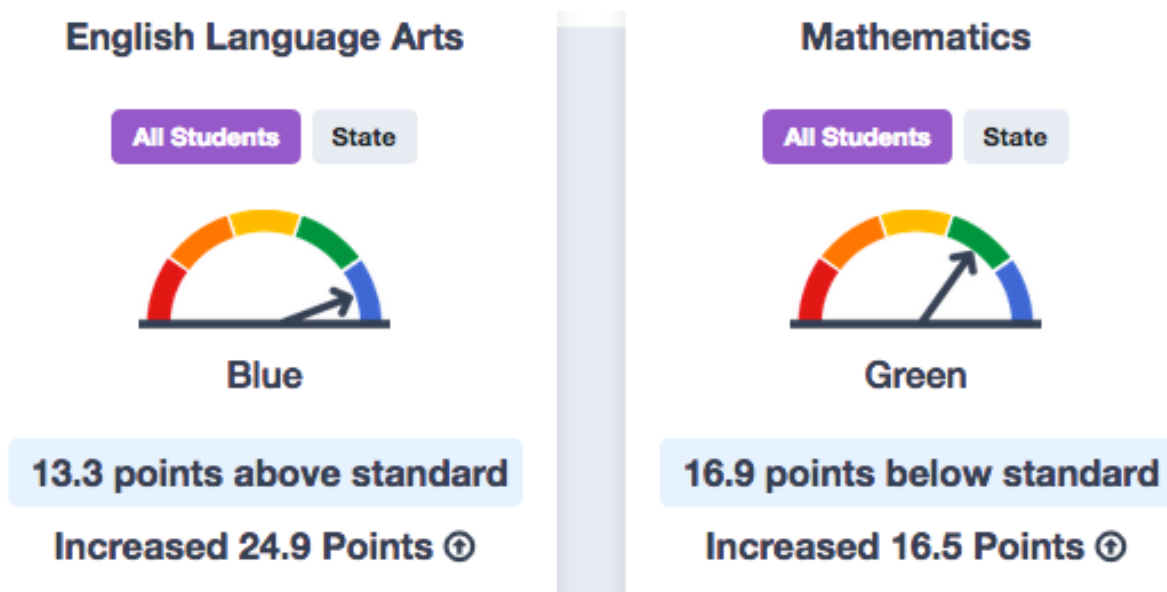 English Language Arts
All Students
State
Blue
13.3 points above standard
Increased 24.9 Points
Mathematics
All Students
State
Green
16.9 points below standard
Increased 16.5 Points